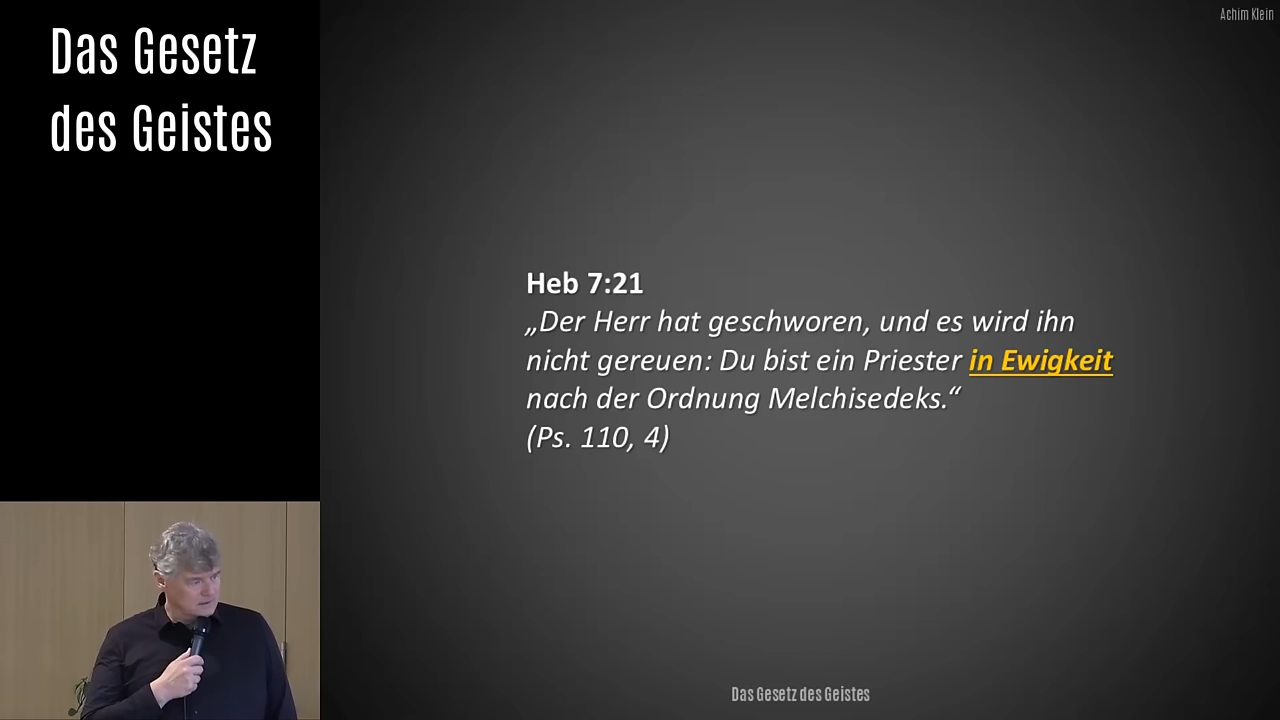 Das Gesetz
des Geistes
Achim Klein
Heb 7:21
„Der Herr hat geschworen, und es wird ihn
nicht gereuen: Du bist ein Priester in Ewigkeit
nach der Ordnung Melchisedeks.“
(Ps. 110, 4)
Das Gesetz des Geistes